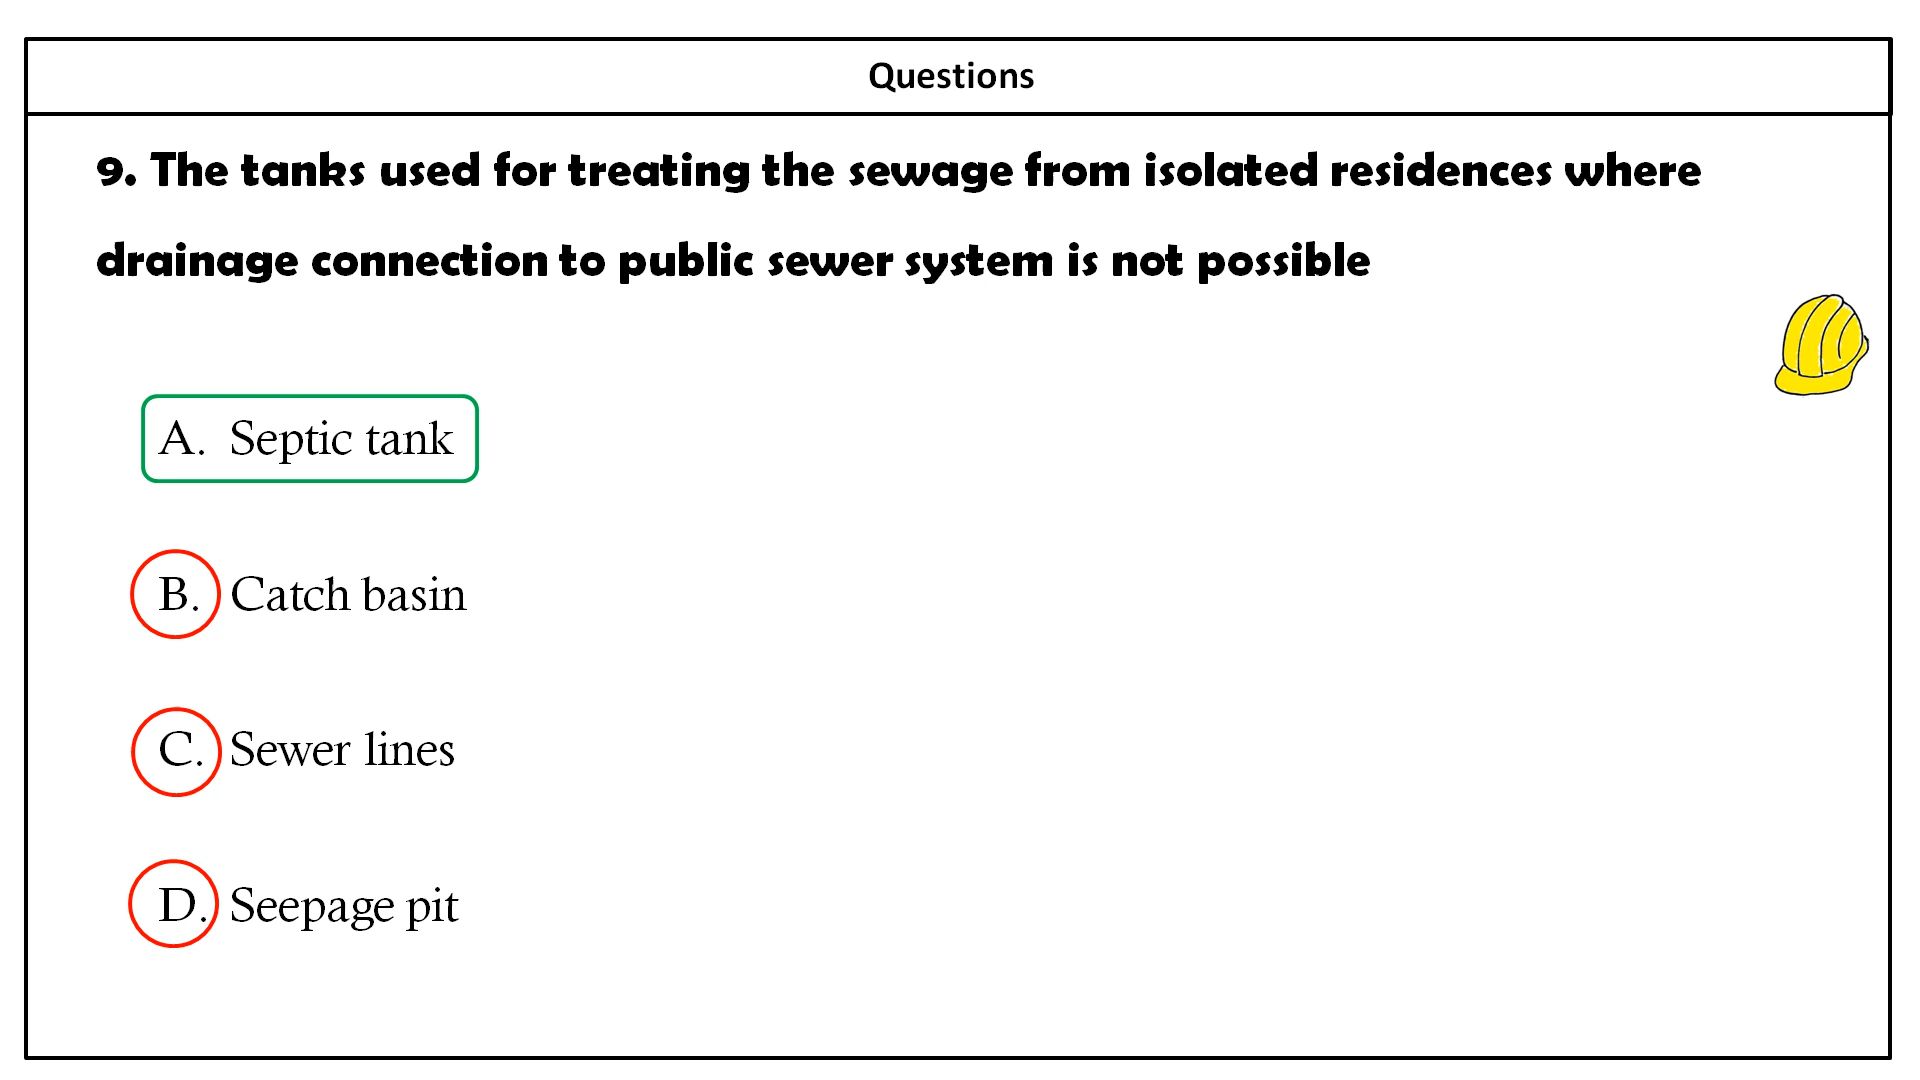 Questions
9. The tanks used for treating the sewage from isolated residences where
drainage connection to public sewer system is not possible
A. Septic tank
B. Catch basin
C. Sewer lines
D. Seepage pit